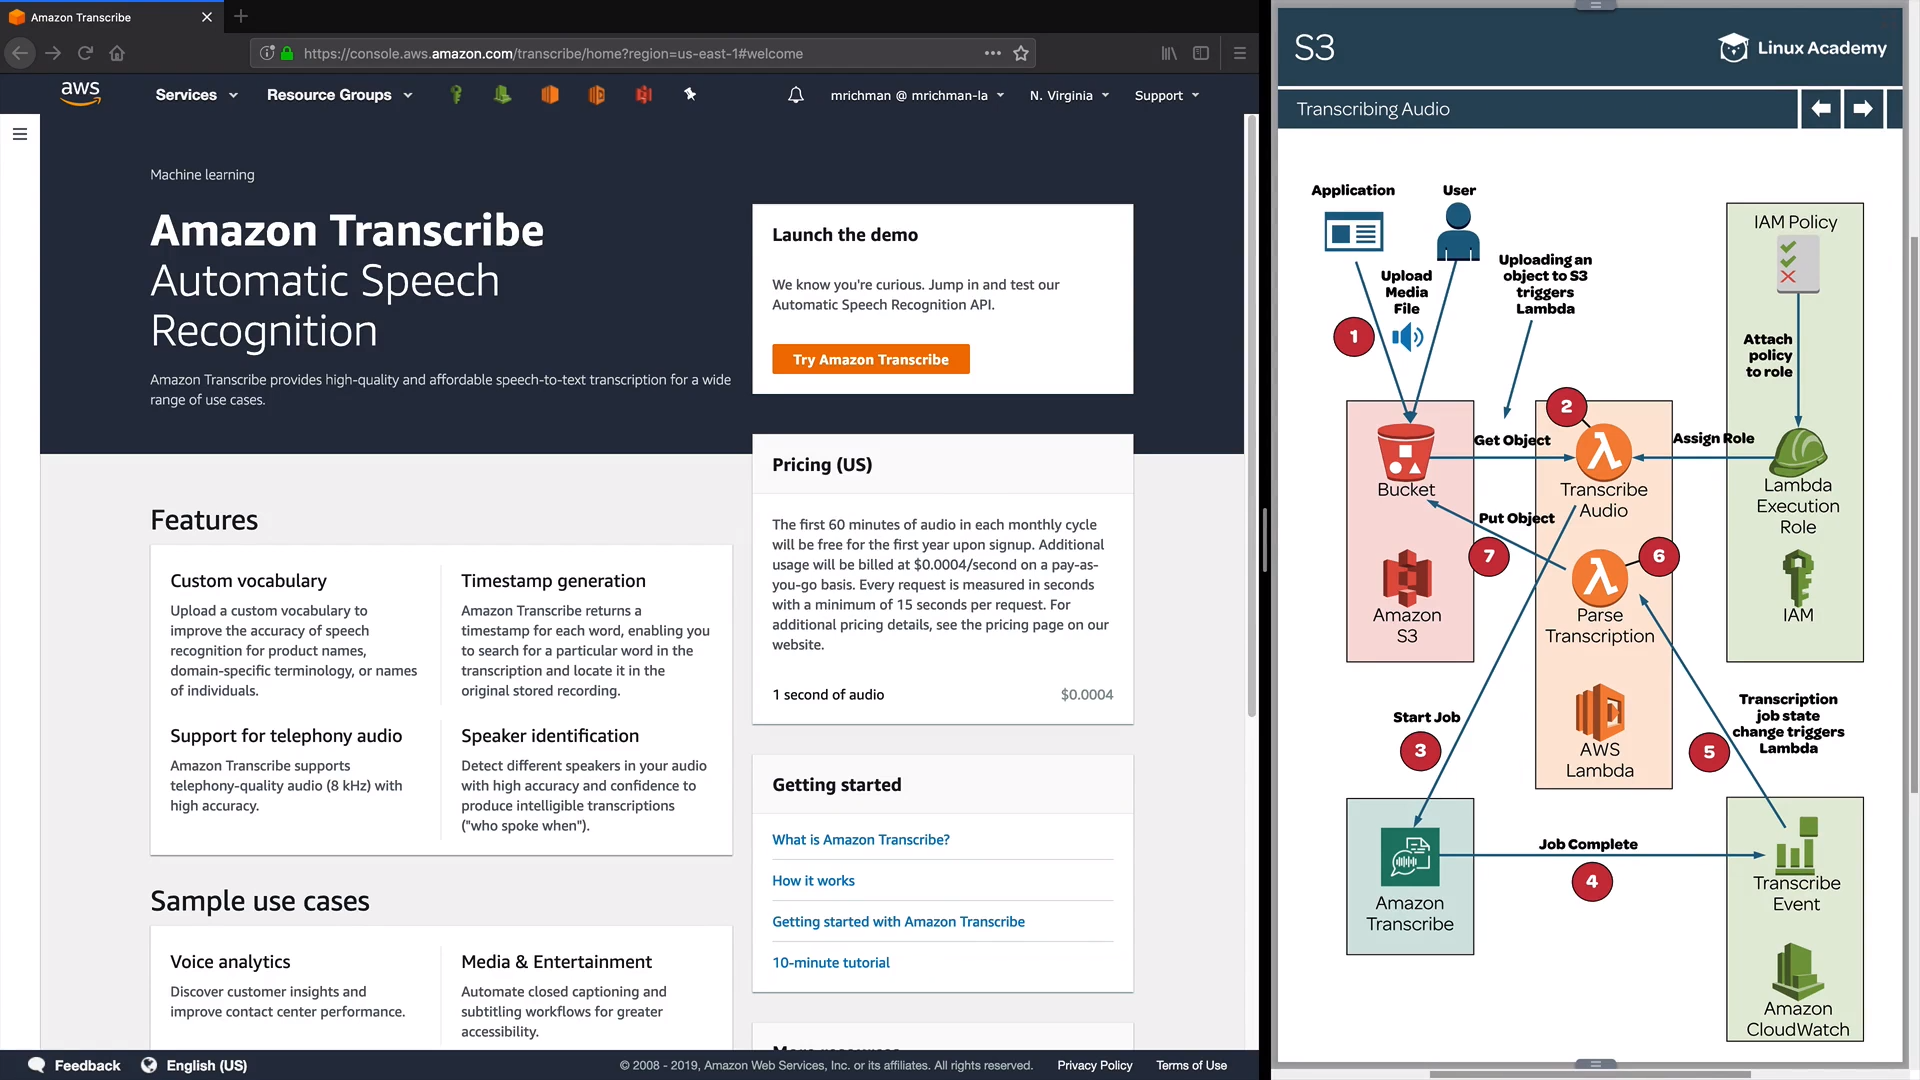 Amazon Transcribe
https://console.aws.amazon.com/transcribe/home?region=us-east-1#welcome
aws
Services
Resource Groups
mrichman @ mrichman-la
N. Virginia
Support
Machine learning
Amazon Transcribe
Automatic Speech
Recognition
Amazon Transcribe provides high-quality and affordable speech-to-text transcription for a wide
range of use cases.
Launch the demo
We know you're curious. Jump in and test our
Automatic Speech Recognition API.
Try Amazon Transcribe
Pricing (US)
The first 60 minutes of audio in each monthly cycle
will be free for the first year upon signup. Additional
usage will be billed at $0.0004/second on a pay-as-
you-go basis. Every request is measured in seconds
with a minimum of 15 seconds per request. For
additional pricing details, see the pricing page on our
website.
1 second of audio
$0.0004
Features
Custom vocabulary
Upload a custom vocabulary to
improve the accuracy of speech
recognition for product names,
domain-specific terminology, or names
of individuals.
Timestamp generation
Amazon Transcribe returns a
timestamp for each word, enabling you
to search for a particular word in the
transcription and locate it in the
original stored recording.
Support for telephony audio
Amazon Transcribe supports
telephony-quality audio (8 kHz) with
high accuracy.
Speaker identification
Detect different speakers in your audio
with high accuracy and confidence to
produce intelligible transcriptions
("who spoke when").
Getting started
What is Amazon Transcribe?
How it works
Getting started with Amazon Transcribe
10-minute tutorial
Sample use cases
Voice analytics
Discover customer insights and
improve contact center performance.
Media & Entertainment
Automate closed captioning and
subtitling workflows for greater
accessibility.
More resources
Feedback
English (US)
© 2008 - 2019, Amazon Web Services, Inc. or its affiliates. All rights reserved.
Privacy Policy
Terms of Use
S3
Linux Academy
Transcribing Audio
Application
User
Upload
Media
File
1
Uploading an
object to S3
triggers
Lambda
IAM Policy
Attach
policy
to role
2
Get Object
Assign Role
Bucket
Transcribe
Audio
Lambda
Execution
Role
Put Object
7
6
Amazon
S3
Parse
Transcription
IAM
Start Job
3
AWS
Lambda
Transcription
job state
change triggers
Lambda
5
Job Complete
4
Amazon
Transcribe
Transcribe
Event
Amazon
CloudWatch